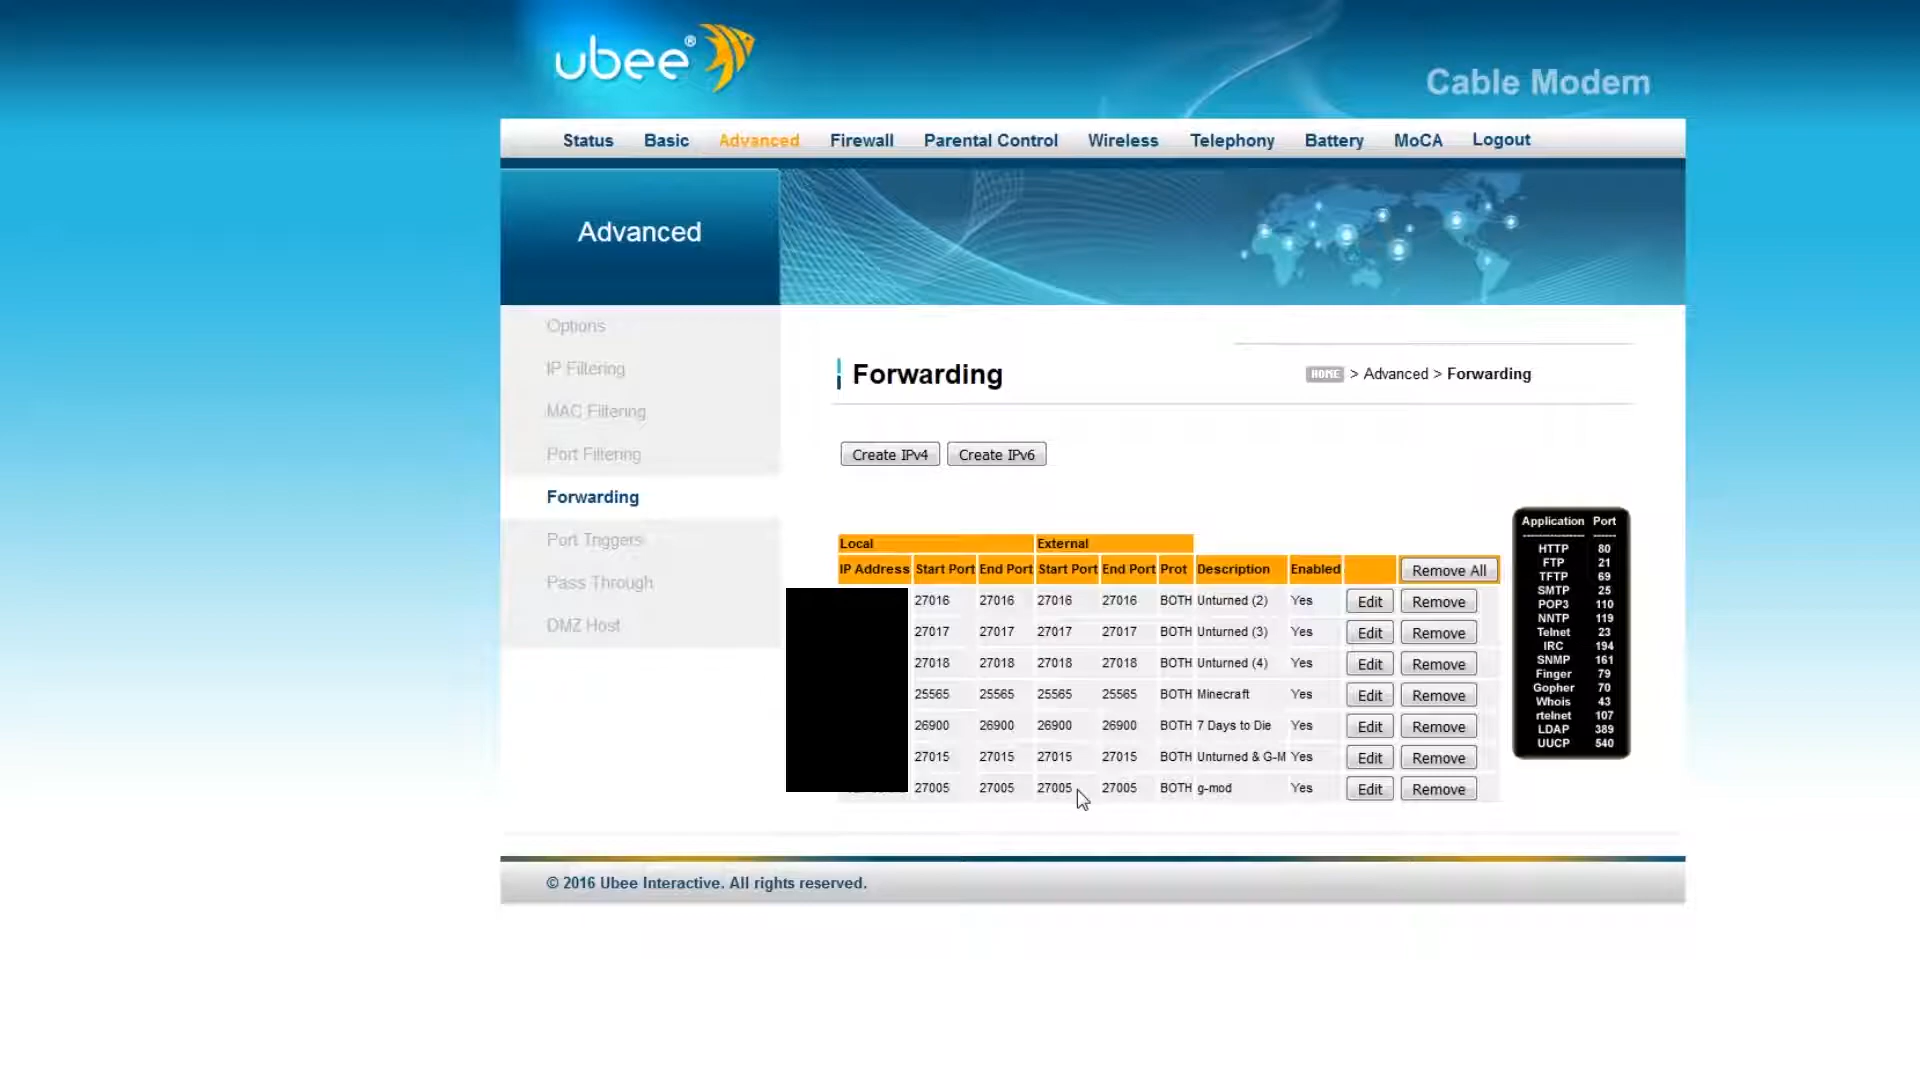 ubee®
Cable Modem
Status Basic Advanced Firewall Parental Control Wireless Telephony Battery MoCA Logout
Advanced
Options
IP Filtering
MAC Filtering
Port Filtering
Forwarding
Port Triggers
Pass Through
DMZ Host
Forwarding
HOME > Advanced > Forwarding
Create IPv4 Create IPv6
Local External
IP Address Start Port End Port Start Port End Port Prot Description Enabled Remove All
27016 27016 27016 27016 BOTH Unturned (2) Yes Edit Remove
27017 27017 27017 27017 BOTH Unturned (3) Yes Edit Remove
27018 27018 27018 27018 BOTH Unturned (4) Yes Edit Remove
25565 25565 25565 25565 BOTH Minecraft Yes Edit Remove
26900 26900 26900 26900 BOTH 7 Days to Die Yes Edit Remove
27015 27015 27015 27015 BOTH Unturned & G-M Yes Edit Remove
27005 27005 27005 27005 BOTH g-mod Yes Edit Remove
Application Port
HTTP 80
FTP 21
TFTP 69
SMTP 25
POP3 110
NNTP 119
Telnet 23
IRC 194
SNMP 161
Finger 79
Gopher 70
Whois 43
rtelnet 107
LDAP 389
UUCP 540
© 2016 Ubee Interactive. All rights reserved.